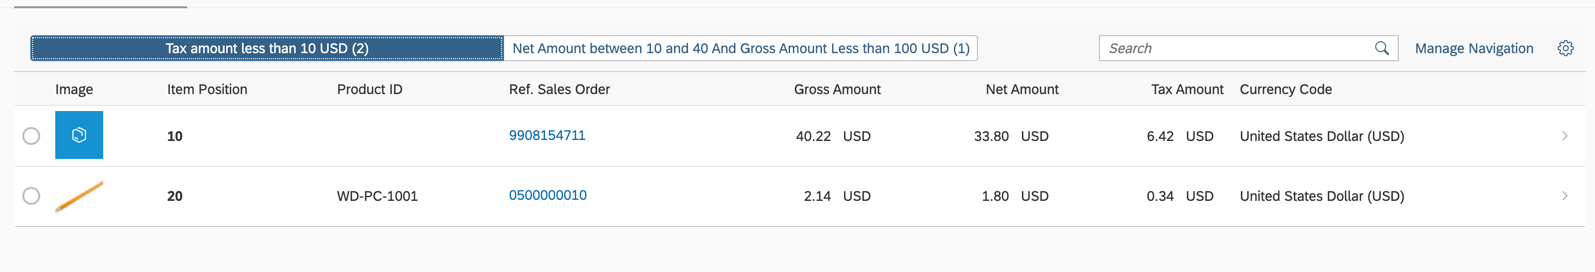 Tax amount less than 10 USD (2) Net Amount between 10 and 40 And Gross Amount Less than 100 USD (1) Search Manage Navigation
Image Item Position Product ID Ref. Sales Order Gross Amount Net Amount Tax Amount Currency Code
10 9908154711 40.22 USD 33.80 USD 6.42 USD United States Dollar (USD)
20 WD-PC-1001 0500000010 2.14 USD 1.80 USD 0.34 USD United States Dollar (USD)